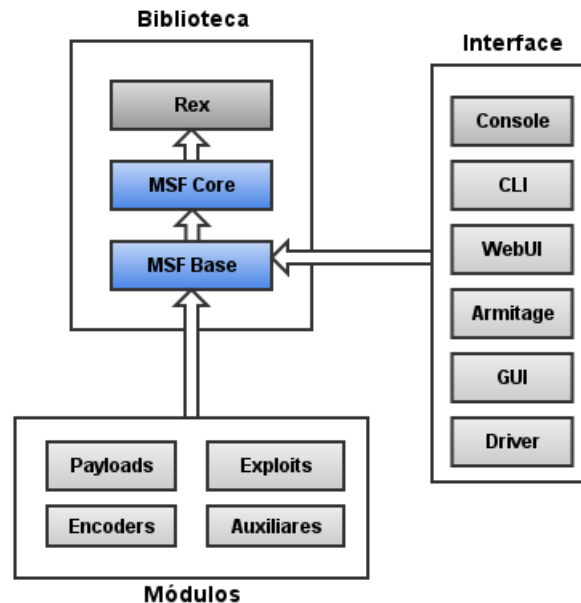 Biblioteca
Rex
MSF Core
MSF Base
Interface
Console
CLI
WebUI
Armitage
GUI
Driver
Payloads
Exploits
Encoders
Auxiliares
Módulos